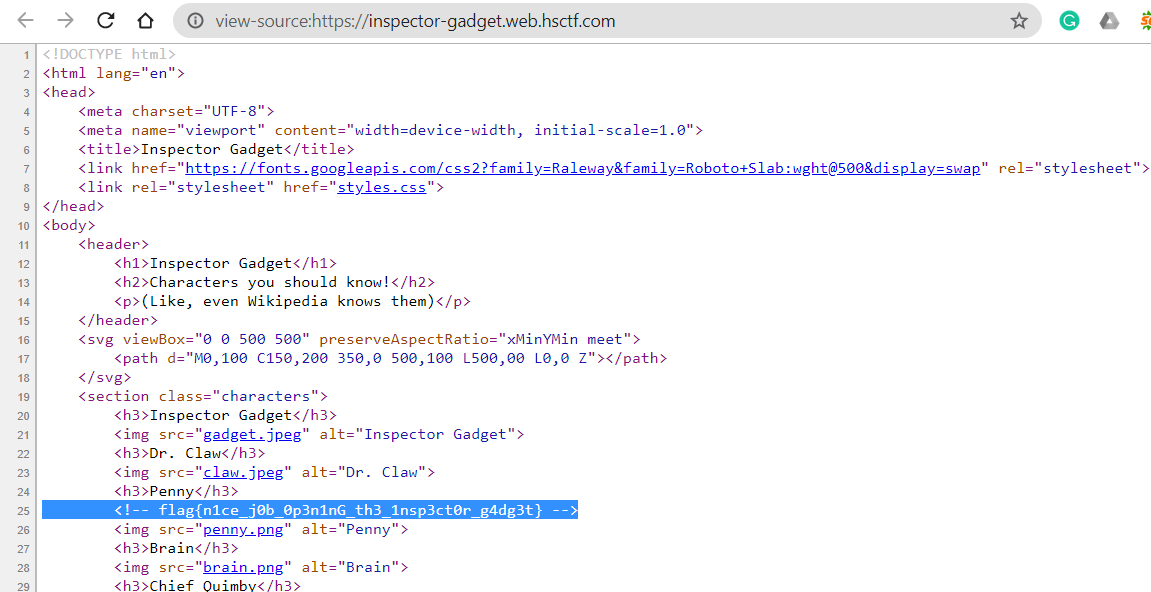 view-source:https://inspector-gadget.web.hsctf.com
1 <!DOCTYPE html>
2 <html lang="en">
3 <head>
4     <meta charset="UTF-8">
5     <meta name="viewport" content="width=device-width, initial-scale=1.0">
6     <title>Inspector Gadget</title>
7     <link href="https://fonts.googleapis.com/css2?family=Raleway&family=Roboto+Slab:wght@500&display=swap" rel="stylesheet">
8     <link rel="stylesheet" href="styles.css">
9 </head>
10 <body>
11     <header>
12         <h1>Inspector Gadget</h1>
13         <h2>Characters you should know!</h2>
14         <p>(Like, even Wikipedia knows them)</p>
15     </header>
16     <svg viewBox="0 0 500 500" preserveAspectRatio="xMinYMin meet">
17         <path d="M0,100 C150,200 350,0 500,100 L500,00 L0,0 Z"></path>
18     </svg>
19     <section class="characters">
20         <h3>Inspector Gadget</h3>
21         <img src="gadget.jpeg" alt="Inspector Gadget">
22         <h3>Dr. Claw</h3>
23         <img src="claw.jpeg" alt="Dr. Claw">
24         <h3>Penny</h3>
25         <!-- flag{n1ce_j0b_0p3n1nG_th3_1nsp3ct0r_g4dg3t} -->
26         <img src="penny.png" alt="Penny">
27         <h3>Brain</h3>
28         <img src="brain.png" alt="Brain">
29         <h3>Chief Quimby</h3>